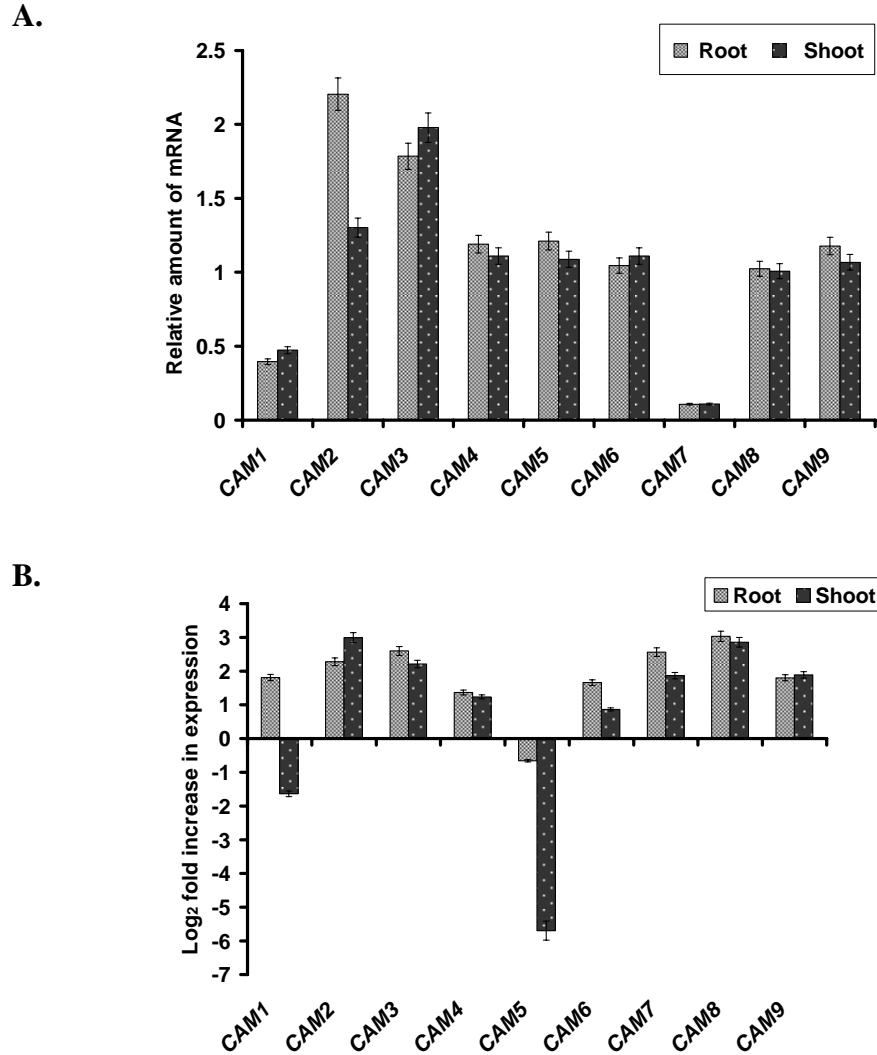 A.
Root Shoot
Relative amount of mRNA
2.5
2
1.5
1
0.5
0
CAM1 CAM2 CAM3 CAM4 CAM5 CAM6 CAM7 CAM8 CAM9
B.
Root Shoot
Log2 fold increase in expression
4
3
2
1
0
-1
-2
-3
-4
-5
-6
-7
CAM1 CAM2 CAM3 CAM4 CAM5 CAM6 CAM7 CAM8 CAM9